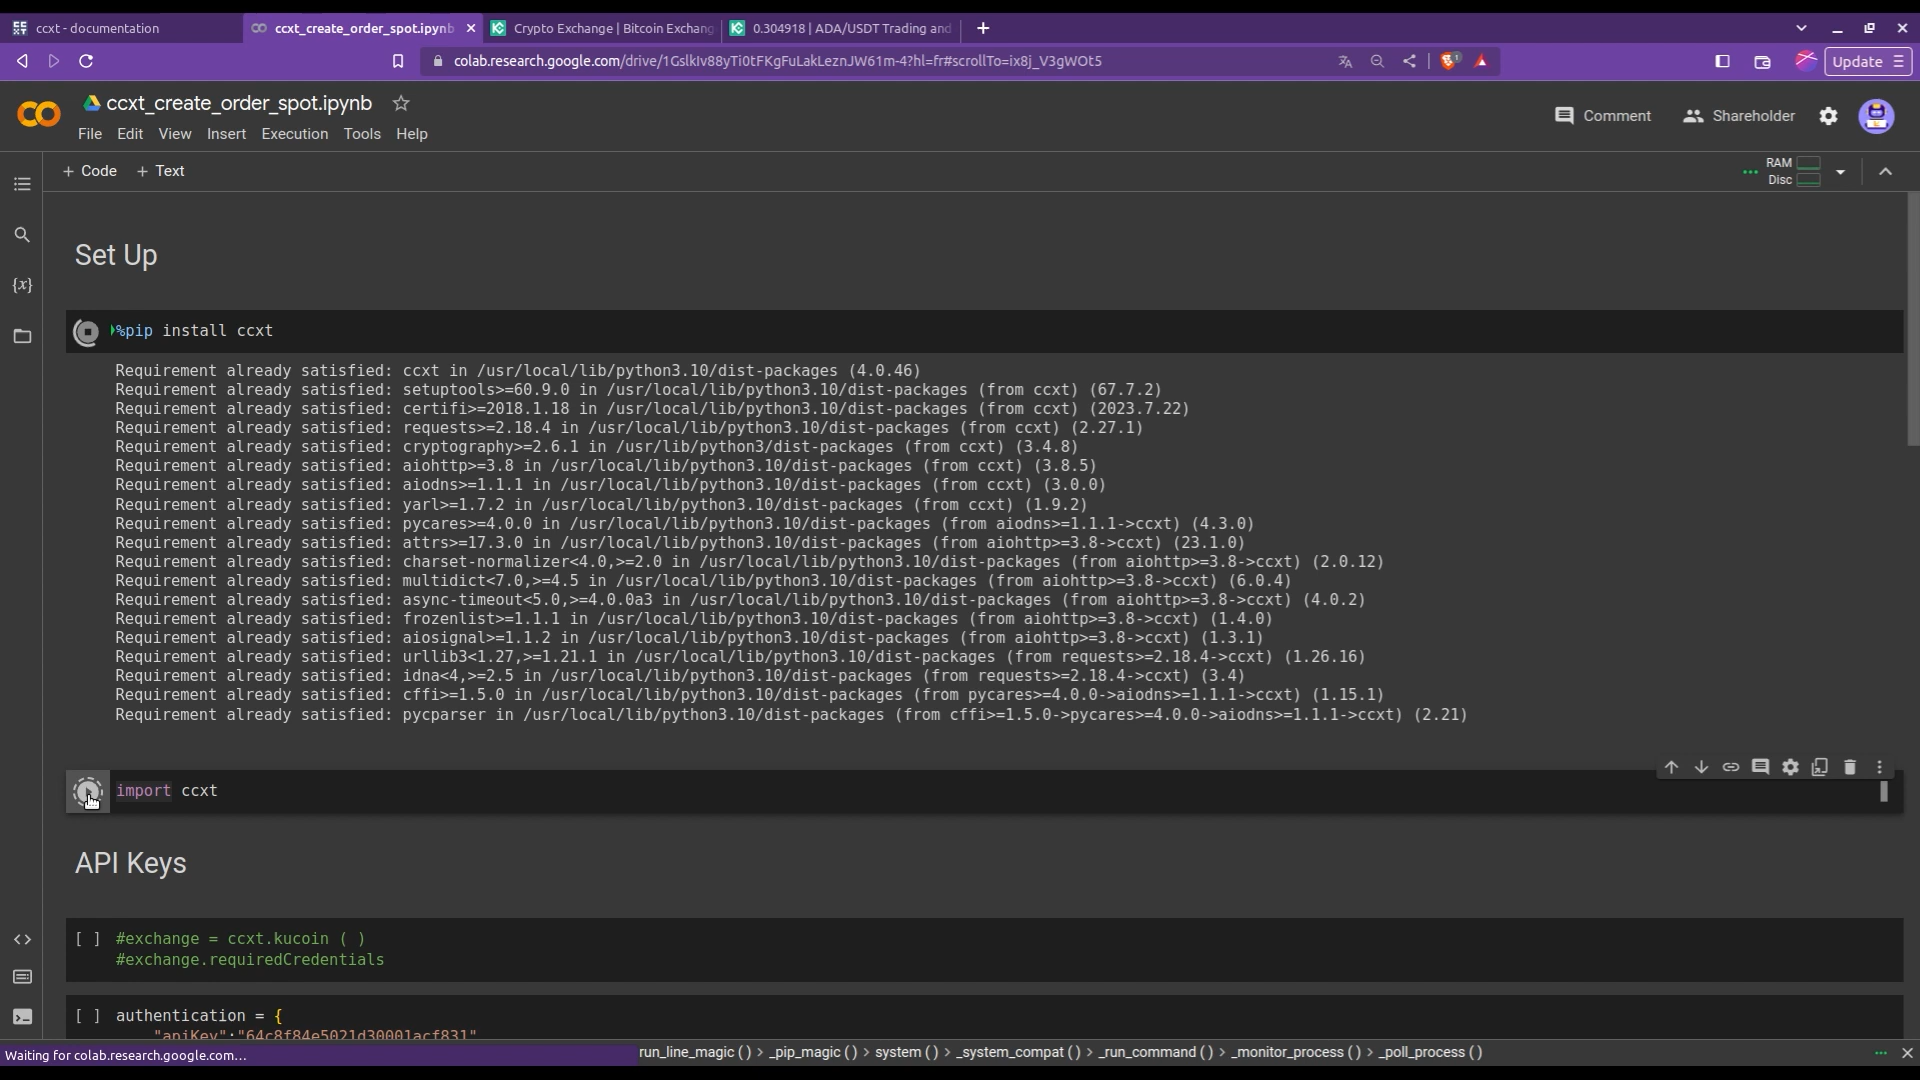 ccxt - documentation
ccxt_create_order_spot.ipynb
Crypto Exchange | Bitcoin Exchang
0.304918 | ADA/USDT Trading and
colab.research.google.com/drive/1GslkIv88yTi0tFKgFuLakLeznJW61m-4?hl=fr#scrollTo=ix8j_V3gWOt5
1
Update
ccxt_create_order_spot.ipynb
Comment
Shareholder
File Edit View Insert Execution Tools Help
+ Code + Text
RAM
Disc
Set Up
{x}
%pip install ccxt
Requirement already satisfied: ccxt in /usr/local/lib/python3.10/dist-packages (4.0.46)
Requirement already satisfied: setuptools>=60.9.0 in /usr/local/lib/python3.10/dist-packages (from ccxt) (67.7.2)
Requirement already satisfied: certifi>=2018.1.18 in /usr/local/lib/python3.10/dist-packages (from ccxt) (2023.7.22)
Requirement already satisfied: requests>=2.18.4 in /usr/local/lib/python3.10/dist-packages (from ccxt) (2.27.1)
Requirement already satisfied: cryptography>=2.6.1 in /usr/lib/python3/dist-packages (from ccxt) (3.4.8)
Requirement already satisfied: aiohttp>=3.8 in /usr/local/lib/python3.10/dist-packages (from ccxt) (3.8.5)
Requirement already satisfied: aiodns>=1.1.1 in /usr/local/lib/python3.10/dist-packages (from ccxt) (3.0.0)
Requirement already satisfied: yarl>=1.7.2 in /usr/local/lib/python3.10/dist-packages (from ccxt) (1.9.2)
Requirement already satisfied: pycares>=4.0.0 in /usr/local/lib/python3.10/dist-packages (from aiodns>=1.1.1->ccxt) (4.3.0)
Requirement already satisfied: attrs>=17.3.0 in /usr/local/lib/python3.10/dist-packages (from aiohttp>=3.8->ccxt) (23.1.0)
Requirement already satisfied: charset-normalizer<4.0,>=2.0 in /usr/local/lib/python3.10/dist-packages (from aiohttp>=3.8->ccxt) (2.0.12)
Requirement already satisfied: multidict<7.0,>=4.5 in /usr/local/lib/python3.10/dist-packages (from aiohttp>=3.8->ccxt) (6.0.4)
Requirement already satisfied: async-timeout<5.0,>=4.0.0a3 in /usr/local/lib/python3.10/dist-packages (from aiohttp>=3.8->ccxt) (4.0.2)
Requirement already satisfied: frozenlist>=1.1.1 in /usr/local/lib/python3.10/dist-packages (from aiohttp>=3.8->ccxt) (1.4.0)
Requirement already satisfied: aiosignal>=1.1.2 in /usr/local/lib/python3.10/dist-packages (from aiohttp>=3.8->ccxt) (1.3.1)
Requirement already satisfied: urllib3<1.27,>=1.21.1 in /usr/local/lib/python3.10/dist-packages (from requests>=2.18.4->ccxt) (1.26.16)
Requirement already satisfied: idna<4,>=2.5 in /usr/local/lib/python3.10/dist-packages (from requests>=2.18.4->ccxt) (3.4)
Requirement already satisfied: cffi>=1.5.0 in /usr/local/lib/python3.10/dist-packages (from pycares>=4.0.0->aiodns>=1.1.1->ccxt) (1.15.1)
Requirement already satisfied: pycparser in /usr/local/lib/python3.10/dist-packages (from cffi>=1.5.0->pycares>=4.0.0->aiodns>=1.1.1->ccxt) (2.21)
import ccxt
API Keys
[ ] #exchange = ccxt.kucoin ( )
#exchange.requiredCredentials
[ ] authentication = {
"apiKey":"64c8f84e5021d30001acf831"
Waiting for colab.research.google.com...
run_line_magic () > _pip_magic () > system () > _system_compat () > _run_command () > _monitor_process () > _poll_process ()